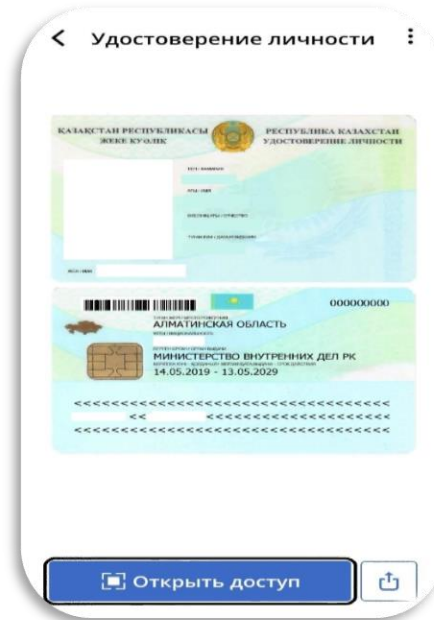 Удостоверение личности
ҚАЗАҚСТАН РЕСПУБЛИКАСЫ
ЖЕКЕ КУӘЛІК
РЕСПУБЛИКА КАЗАХСТАН
УДОСТОВЕРЕНИЕ ЛИЧНОСТИ
000000000
АЛМАТИНСКАЯ ОБЛАСТЬ
МИНИСТЕРСТВО ВНУТРЕННИХ ДЕЛ РК
14.05.2019 - 13.05.2029
Открыть доступ